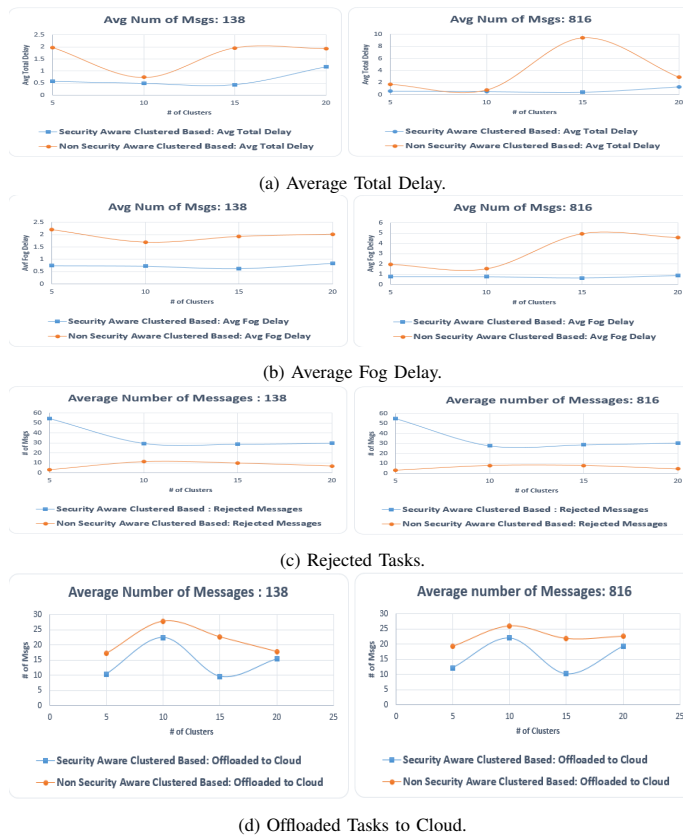 Avg Num of Msgs: 138
Avg Total Delay
2.5
2
1.5
1
0.5
0
5 10 15 20
# of Clusters
Security Aware Clustered Based: Avg Total Delay
Non Security Aware Clustered Based: Avg Total Delay
Avg Num of Msgs: 816
Avg Total Delay
10
8
6
4
2
0
5 10 15 20
# of Clusters
Security Aware Clustered Based: Avg Total Delay
Non Security Aware Clustered Based: Avg Total Delay
(a) Average Total Delay.
Avg Num of Msgs: 138
Avf Fog Delay
2.5
2
1.5
1
0.5
0
5 10 15 20
# of Clusters
Security Aware Clustered Based: Avg Fog Delay
Non Security Aware Clustered Based: Avg Fog Delay
Avg Num of Msgs: 816
Avg Fog Delay
6
5
4
3
2
1
0
5 10 15 20
# of Clusters
Security Aware Clustered Based: Avg Fog Delay
Non Security Aware Clustered Based: Avg Fog Delay
(b) Average Fog Delay.
Average Number of Messages : 138
# of Msgs
60
50
40
30
20
10
0
5 10 15 20
# of Clusters
Security Aware Clustered Based : Rejected Messages
Non Security Aware Clustered Based: Rejected Messages
Average number of Messages: 816
# of Msgs
60
50
40
30
20
10
0
5 10 15 20
# of Clusters
Security Aware Clustered Based : Rejected Messages
Non Security Aware Clustered Based: Rejected Messages
(c) Rejected Tasks.
Average Number of Messages : 138
# of Msgs
30
25
20
15
10
5
0
0 5 10 15 20 25
# of Clusters
Security Aware Clustered Based: Offloaded to Cloud
Non Security Aware Clustered Based: Offloaded to Cloud
Average number of Messages: 816
# of Msgs
30
25
20
15
10
5
0
0 5 10 15 20 25
# of Clusters
Security Aware Clustered Based: Offloaded to Cloud
Non Security Aware Clustered Based: Offloaded to Cloud
(d) Offloaded Tasks to Cloud.